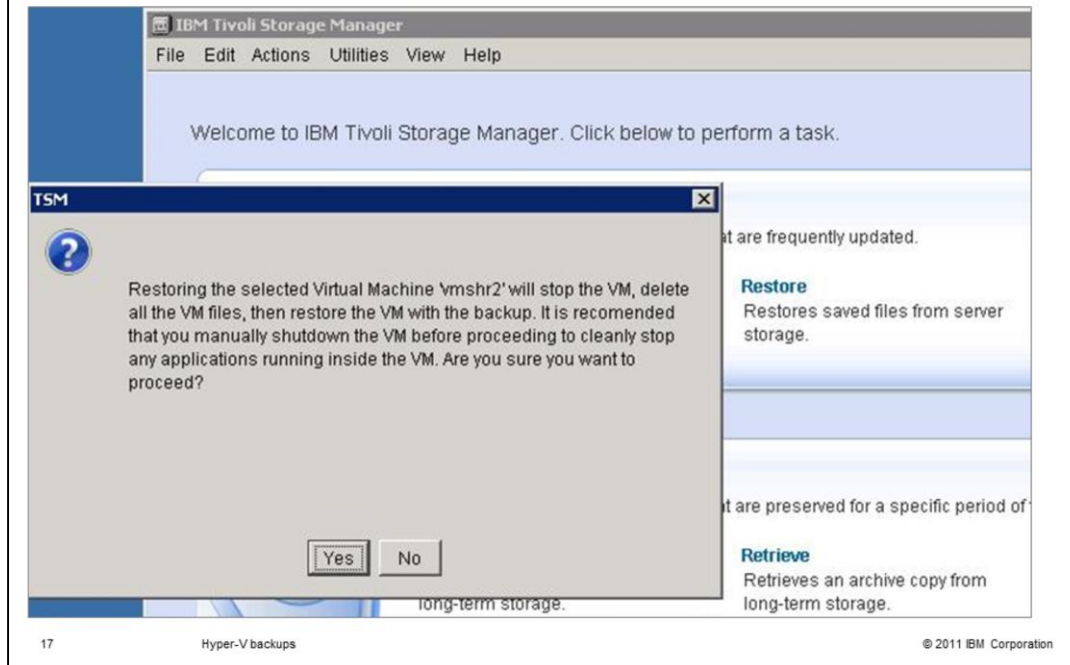 IBM Tivoli Storage Manager
File Edit Actions Utilities View Help
Welcome to IBM Tivoli Storage Manager. Click below to perform a task.
TSM
Restoring the selected Virtual Machine 'vmshr2' will stop the VM, delete
all the VM files, then restore the VM with the backup. It is recomended
that you manually shutdown the VM before proceeding to cleanly stop
any applications running inside the VM. Are you sure you want to
proceed?
Yes No
at are frequently updated.
Restore
Restores saved files from server
storage.
at are preserved for a specific period of
Retrieve
Retrieves an archive copy from
long-term storage.
long-term storage.
17 Hyper-V backups © 2011 IBM Corporation